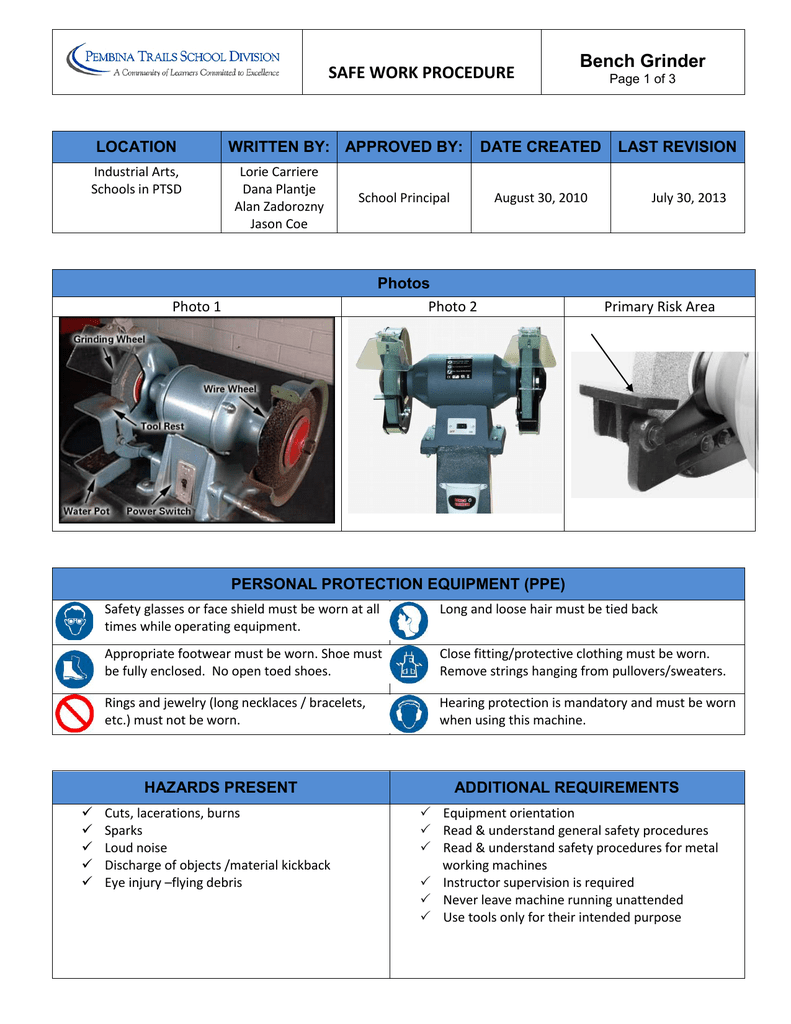 PEMBINA TRAILS SCHOOL DIVISION
A Community of Learners Committed to Excellence
SAFE WORK PROCEDURE
Bench Grinder
Page 1 of 3
LOCATION
WRITTEN BY:
APPROVED BY:
DATE CREATED
LAST REVISION
Industrial Arts,
Schools in PTSD
Lorie Carriere
Dana Plantje
Alan Zadorozny
Jason Coe
School Principal
August 30, 2010
July 30, 2013
Photos
Photo 1
Photo 2
Primary Risk Area
Grinding Wheel
Wire Wheel
Tool Rest
Water Pot
Power Switch
PERSONAL PROTECTION EQUIPMENT (PPE)
Safety glasses or face shield must be worn at all
times while operating equipment.
Long and loose hair must be tied back
Appropriate footwear must be worn. Shoe must
be fully enclosed.  No open toed shoes.
Close fitting/protective clothing must be worn.
Remove strings hanging from pullovers/sweaters.
Rings and jewelry (long necklaces / bracelets,
etc.) must not be worn.
Hearing protection is mandatory and must be worn
when using this machine.
HAZARDS PRESENT
✓ Cuts, lacerations, burns
✓ Sparks
✓ Loud noise
✓ Discharge of objects /material kickback
✓ Eye injury –flying debris
ADDITIONAL REQUIREMENTS
✓ Equipment orientation
✓ Read & understand general safety procedures
✓ Read & understand safety procedures for metal
working machines
✓ Instructor supervision is required
✓ Never leave machine running unattended
✓ Use tools only for their intended purpose